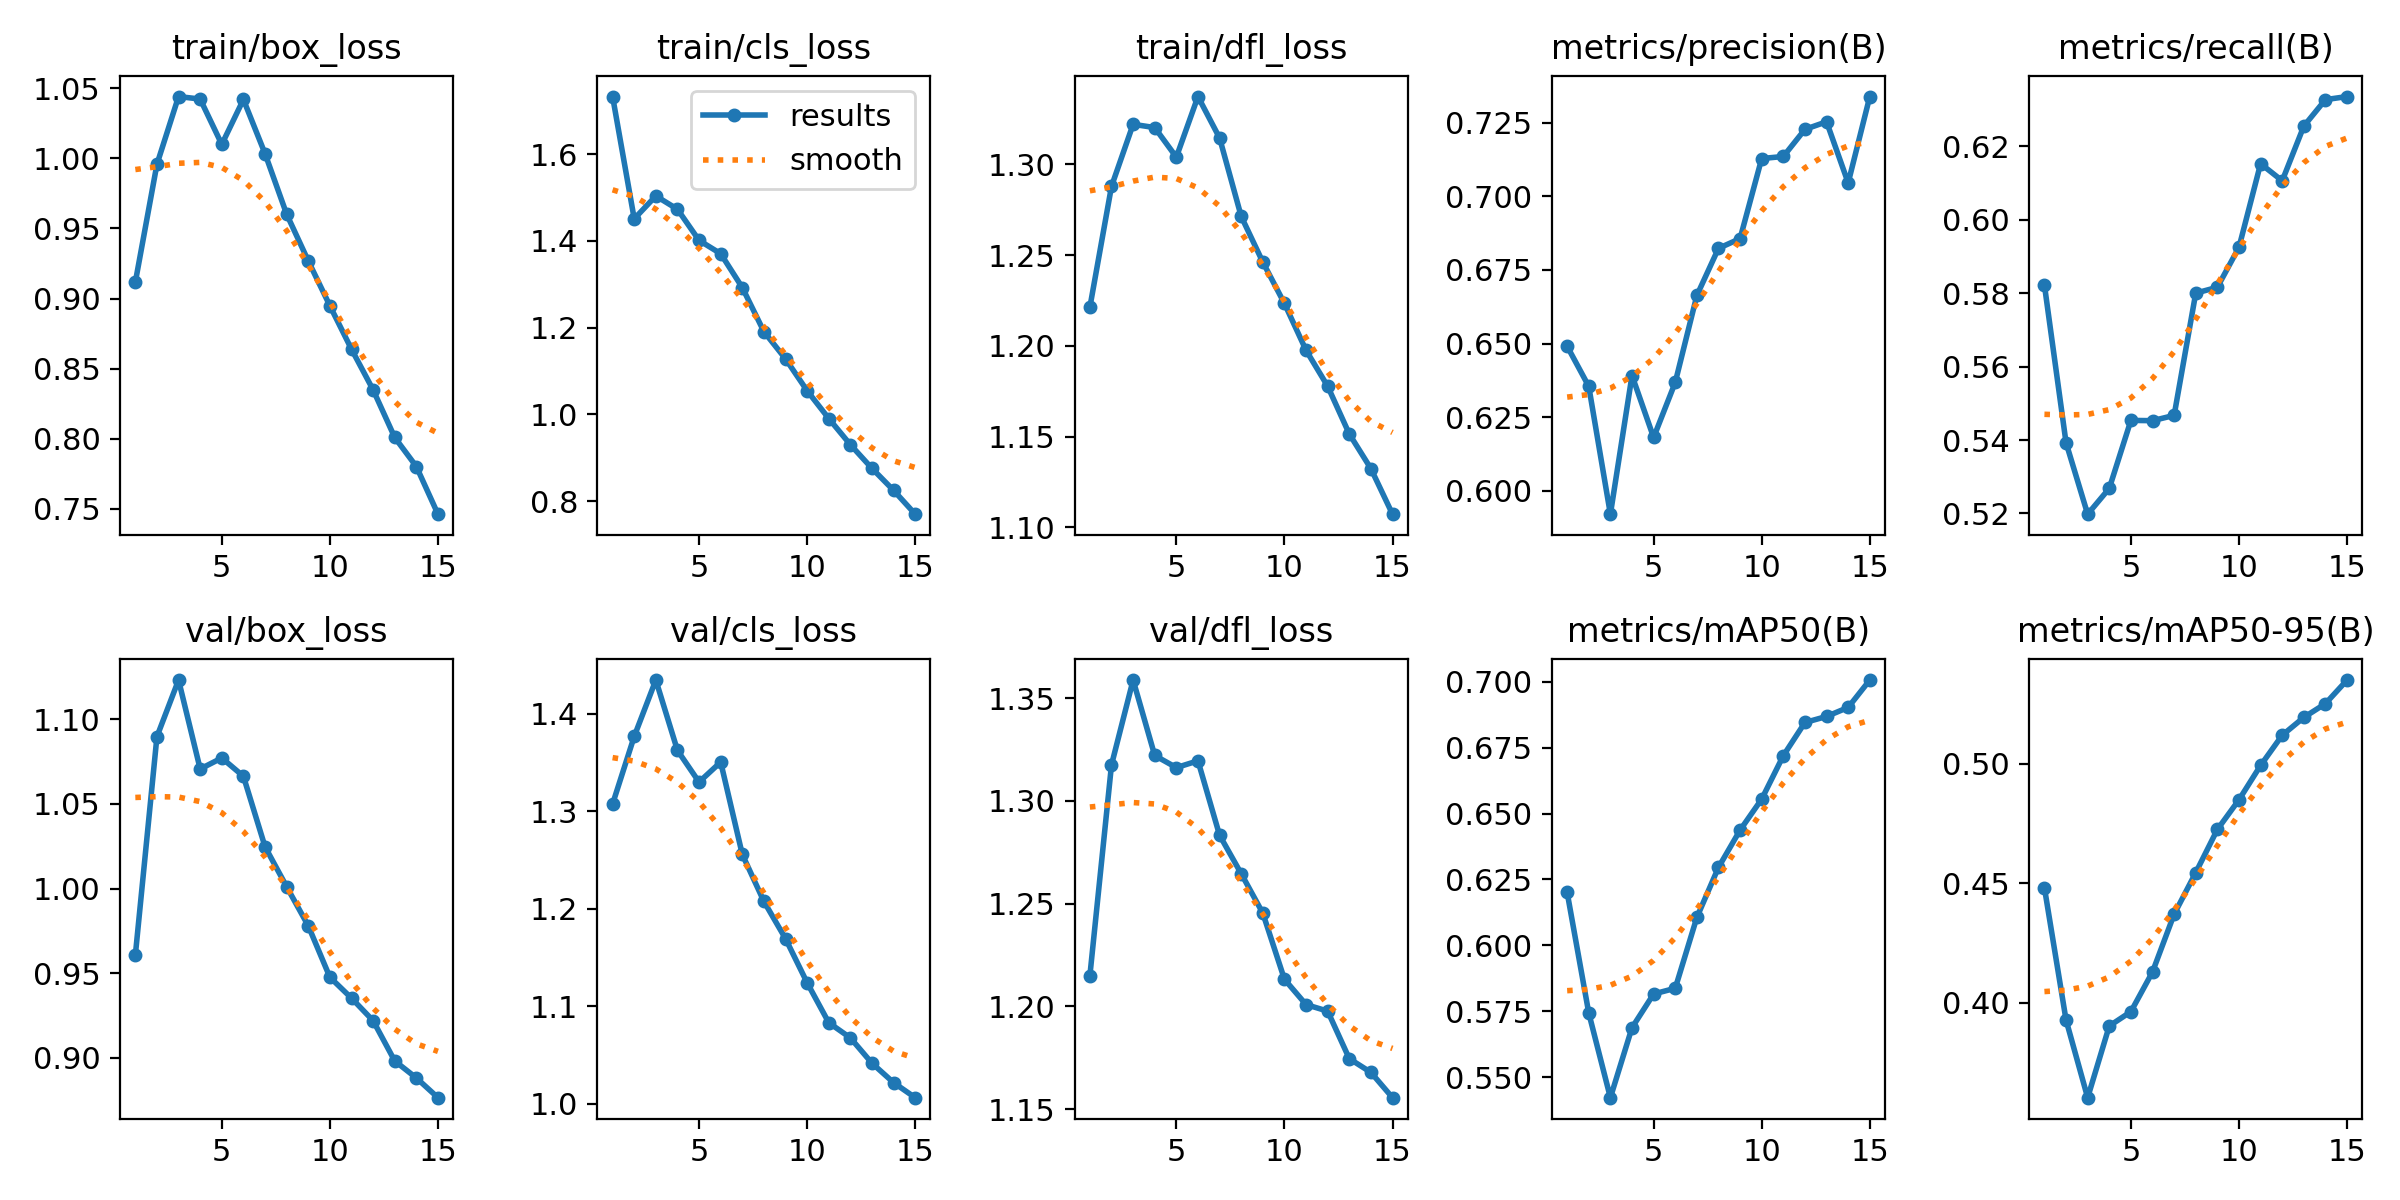 train/box_loss
1.05
1.00
0.95
0.90
0.85
0.80
0.75
5 10 15
train/cls_loss
results
smooth
1.6
1.4
1.2
1.0
0.8
5 10 15
train/dfl_loss
1.30
1.25
1.20
1.15
1.10
5 10 15
metrics/precision(B)
0.725
0.700
0.675
0.650
0.625
0.600
5 10 15
metrics/recall(B)
0.62
0.60
0.58
0.56
0.54
0.52
5 10 15
val/box_loss
1.10
1.05
1.00
0.95
0.90
5 10 15
val/cls_loss
1.4
1.3
1.2
1.1
1.0
5 10 15
val/dfl_loss
1.35
1.30
1.25
1.20
1.15
5 10 15
metrics/mAP50(B)
0.700
0.675
0.650
0.625
0.600
0.575
0.550
5 10 15
metrics/mAP50-95(B)
0.50
0.45
0.40
5 10 15